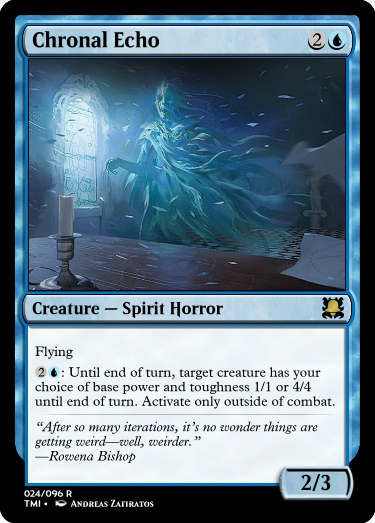 Chronal Echo 2
Creature — Spirit Horror
Flying
2: Until end of turn, target creature has your
choice of base power and toughness 1/1 or 4/4
until end of turn. Activate only outside of combat.
“After so many iterations, it’s no wonder things are
getting weird—well, weirder.”
—Rowena Bishop
2/3
024/096 R
TMI • Andreas Zafiratos